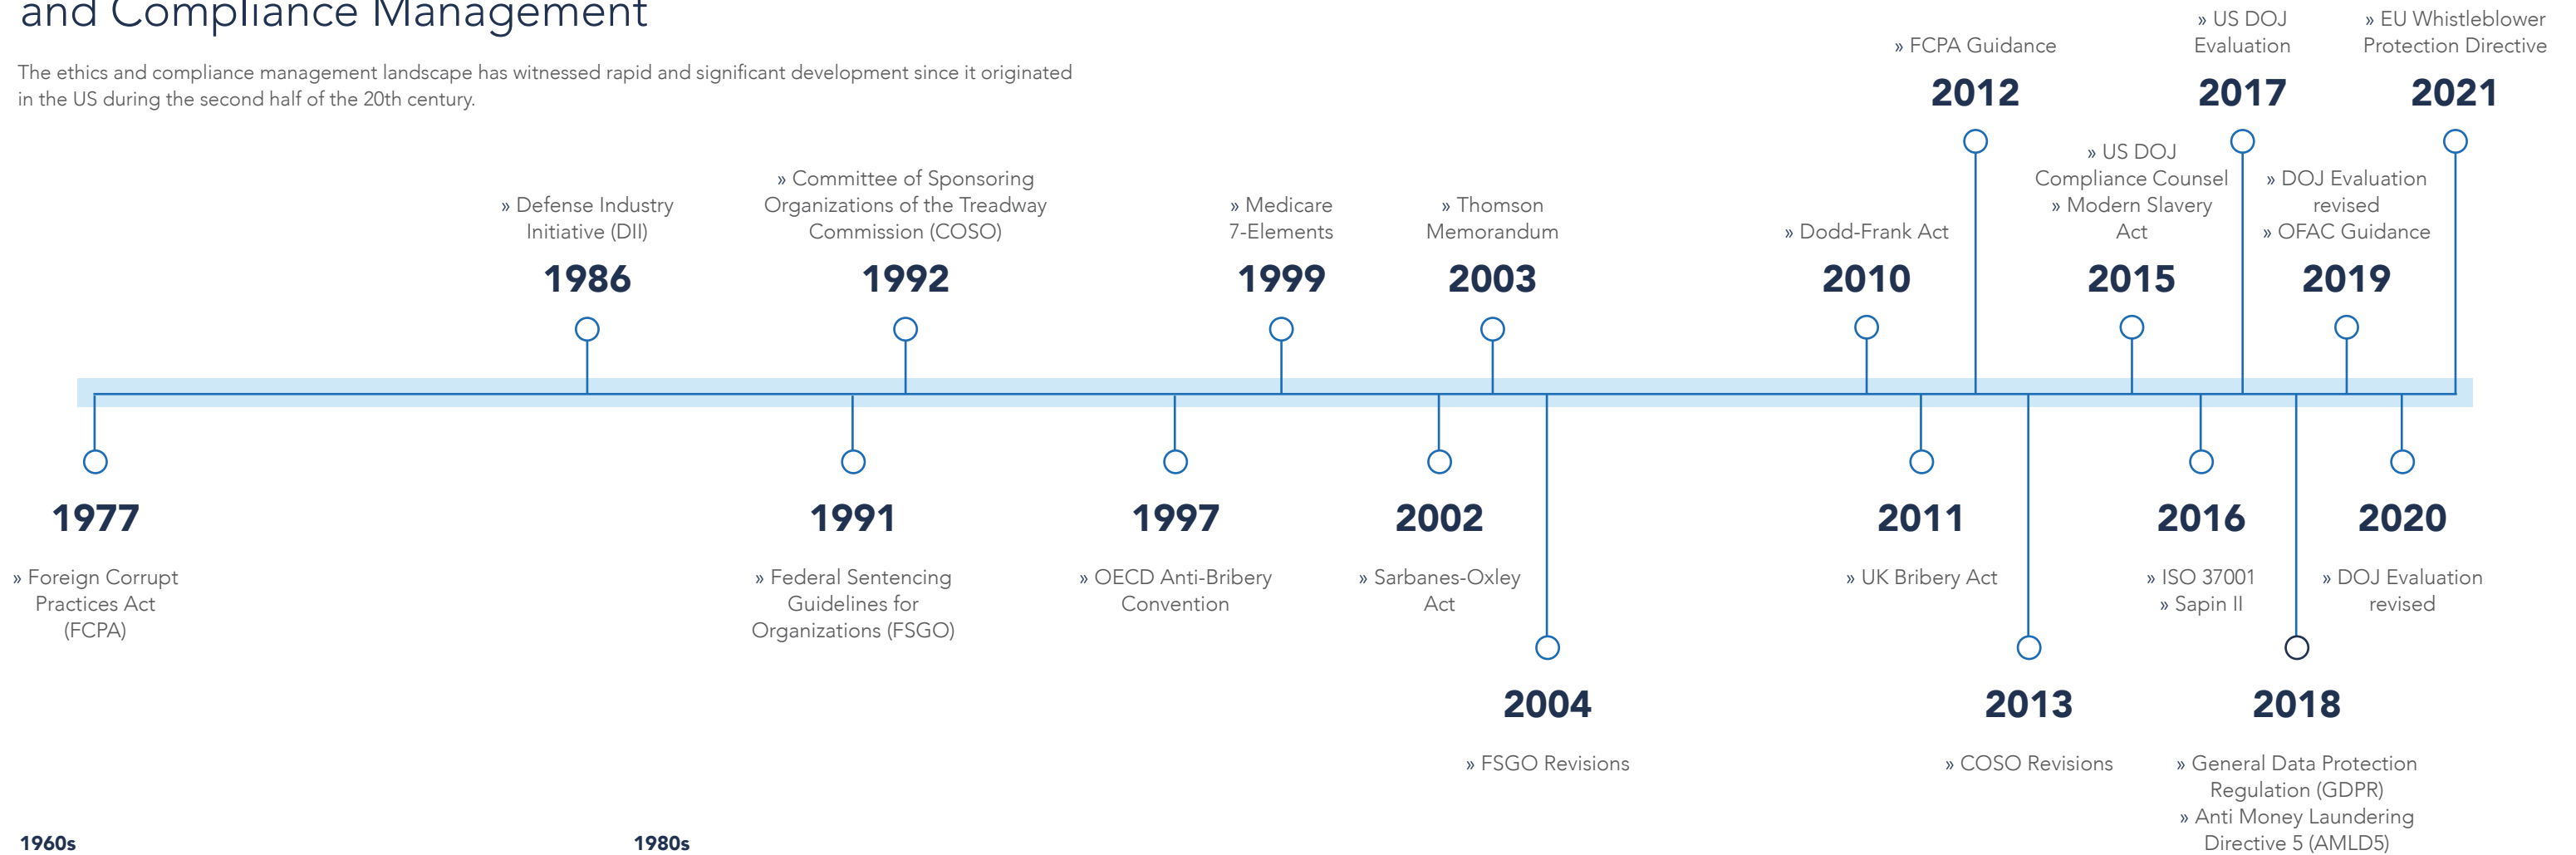 and Compliance Management
The ethics and compliance management landscape has witnessed rapid and significant development since it originated
in the US during the second half of the 20th century.
» Defense Industry
Initiative (DII)
1986
» Committee of Sponsoring
Organizations of the Treadway
Commission (COSO)
1992
» Medicare
7-Elements
1999
» Thomson
Memorandum
2003
» Dodd-Frank Act
2010
» FCPA Guidance
2012
» US DOJ
Compliance Counsel
» Modern Slavery
Act
2015
» US DOJ
Evaluation
2017
» DOJ Evaluation
revised
» OFAC Guidance
2019
» EU Whistleblower
Protection Directive
2021
1977
» Foreign Corrupt
Practices Act
(FCPA)
1991
» Federal Sentencing
Guidelines for
Organizations (FSGO)
1997
» OECD Anti-Bribery
Convention
2002
» Sarbanes-Oxley
Act
2004
» FSGO Revisions
2011
» UK Bribery Act
2013
» COSO Revisions
2016
» ISO 37001
» Sapin II
2018
» General Data Protection
Regulation (GDPR)
» Anti Money Laundering
Directive 5 (AMLD5)
2020
» DOJ Evaluation
revised
1960s
1980s